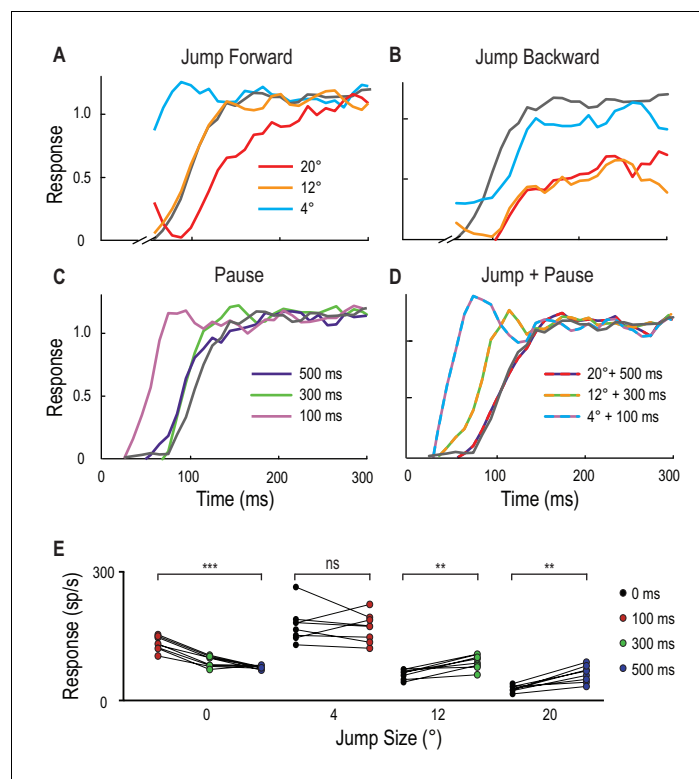 A Jump Forward
B Jump Backward
Response
1.0
0.5
0
20°
12°
4°
C Pause
D Jump + Pause
Response
1.0
0.5
0
500 ms
300 ms
100 ms
20°+ 500 ms
12° + 300 ms
4° + 100 ms
0 100 200 300
0 100 200 300
Time (ms)
Time (ms)
E
Response (sp/s)
300
0
***
ns
**
**
0 ms
100 ms
300 ms
500 ms
0 4 12 20
Jump Size (°)